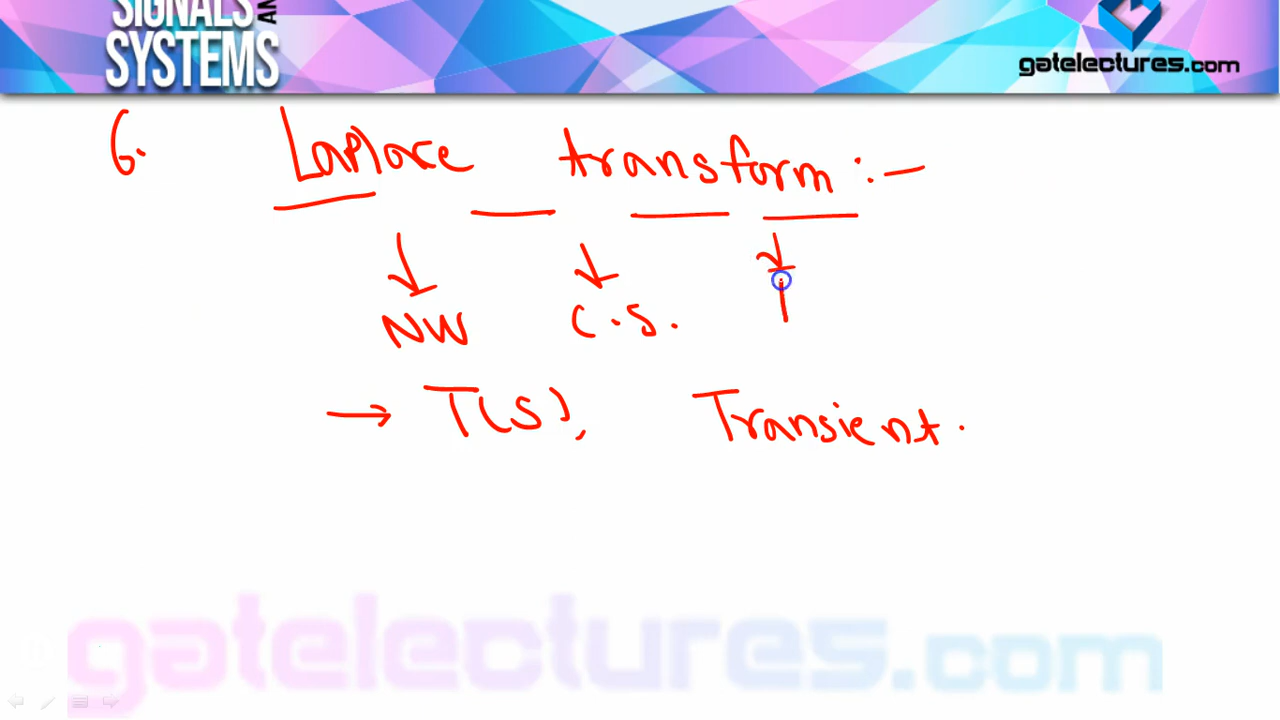 SIGNALS AND
SYSTEMS
gatelectures.com
6. Laplace transform :-
NW C.S.
→ T(S), Transient.
gatelectures.com